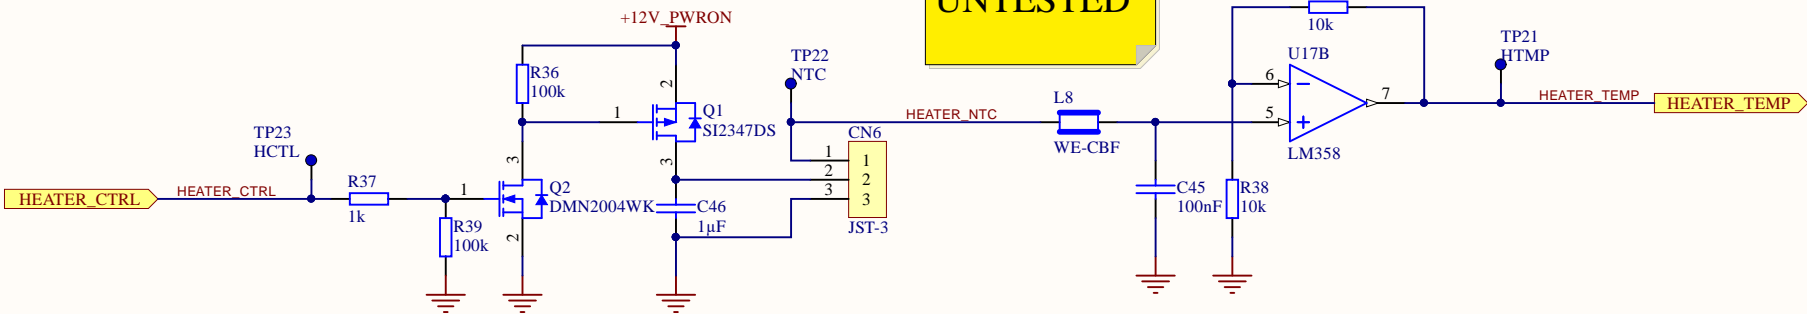 +12V_PWRON
UNTESTED
10k
R36
100k
2
1
Q1
SI2347DS
3
TP22
NTC
HEATER_NTC
L8
WE-CBF
U17B
6
5
7
LM358
TP21
HTMP
HEATER_TEMP
HEATER_TEMP
TP23
HCTL
HEATER_CTRL
HEATER_CTRL
R37
1k
R39
100k
3
1
2
Q2
DMN2004WK
C46
1µF
CN6
1
2
3
1
2
3
JST-3
C45
100nF
R38
10k